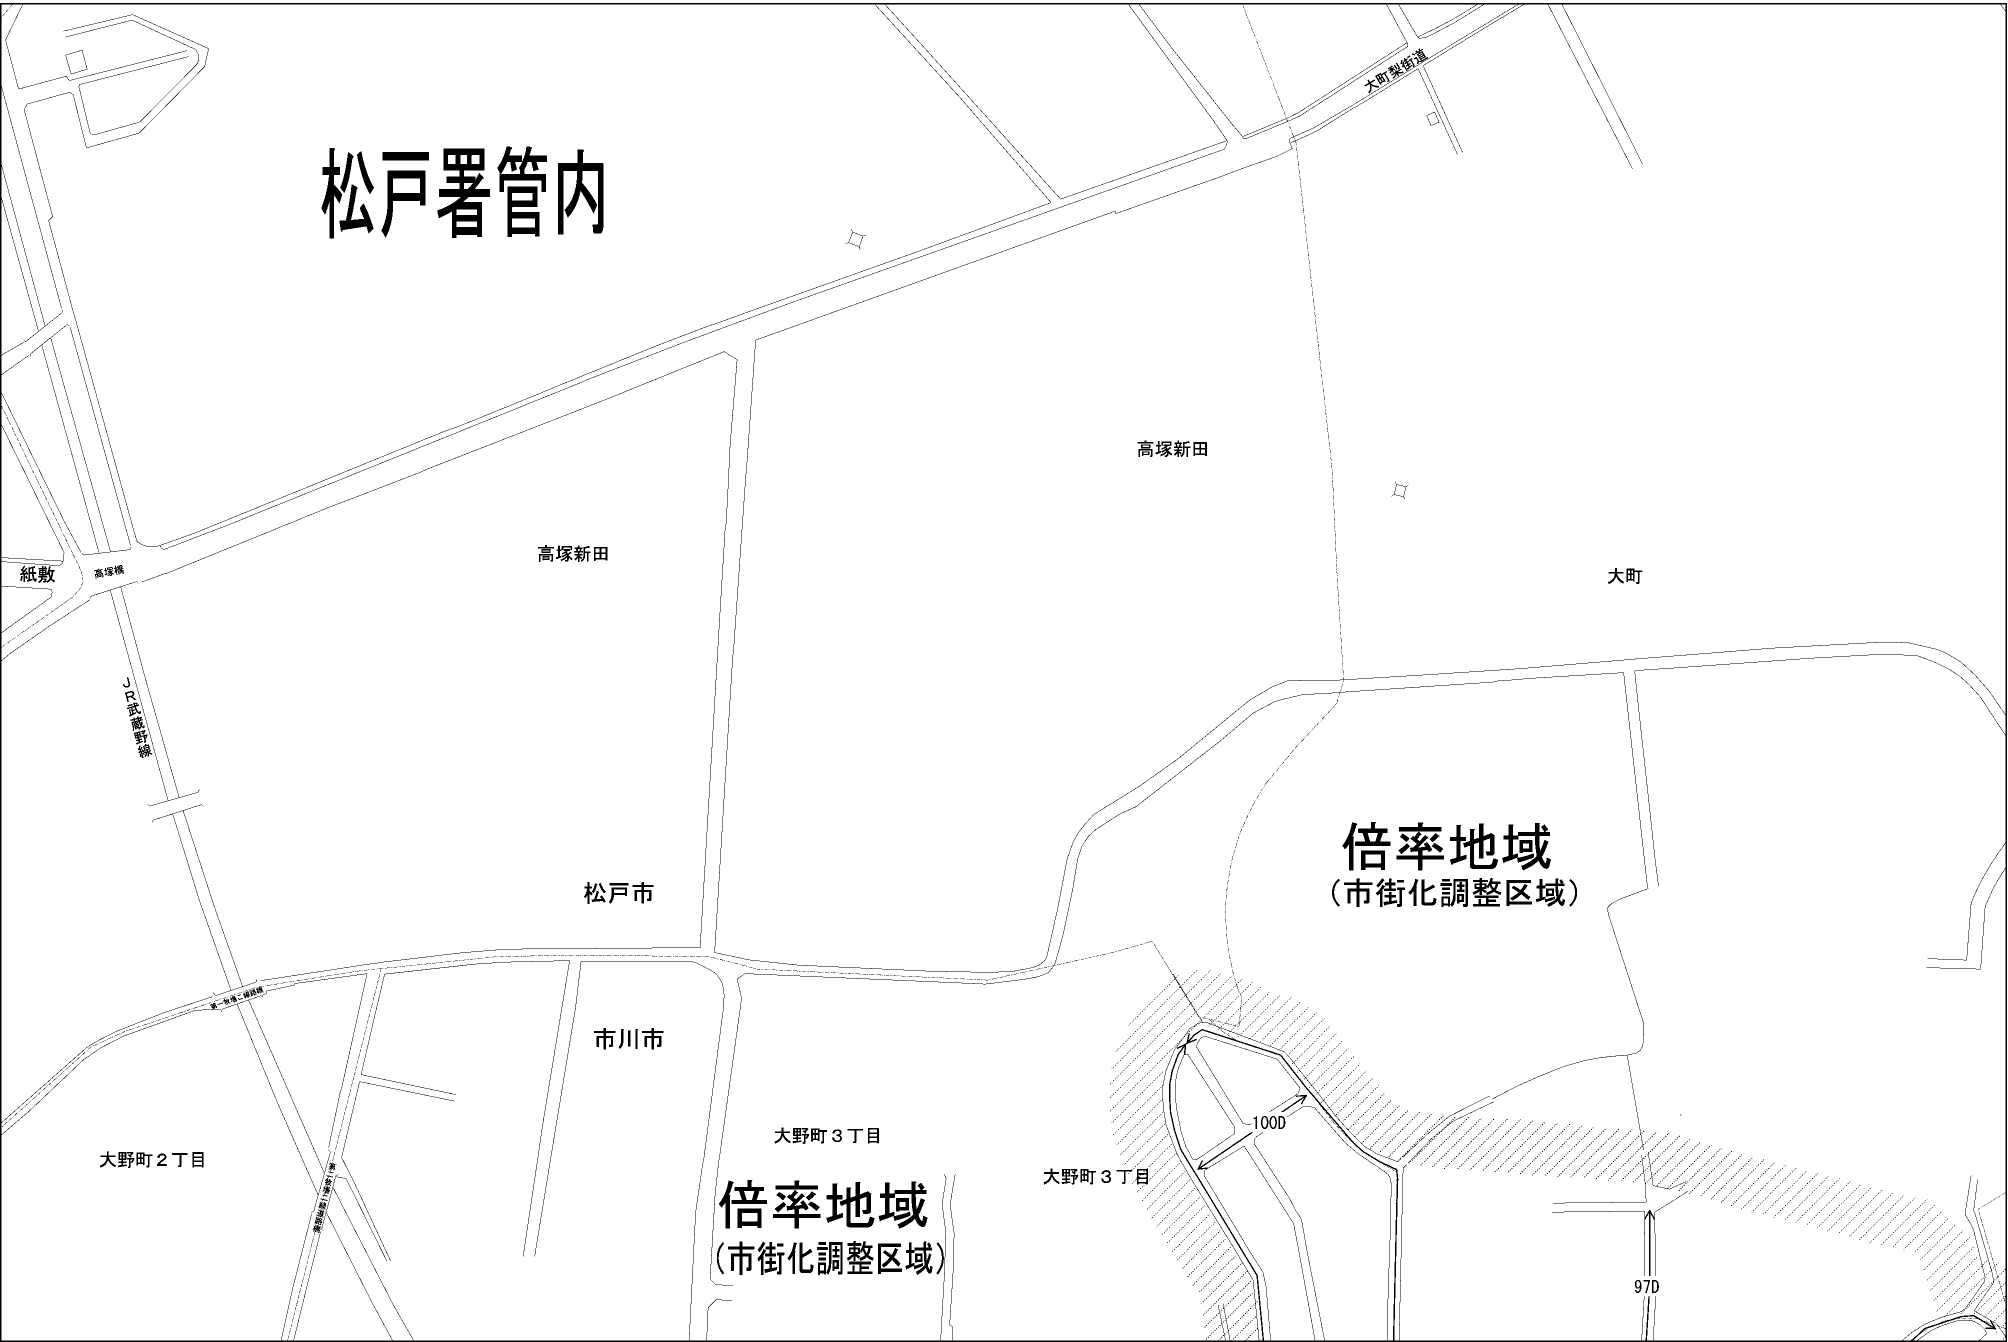 大町梨街道
松戸署管内
高塚新田
高塚新田
紙敷
高塚橋
大町
JR武蔵野線
倍率地域
（市街化調整区域）
松戸市
市川市
100D
大野町３丁目
大野町２丁目
大野町３丁目
倍率地域
（市街化調整区域）
97D